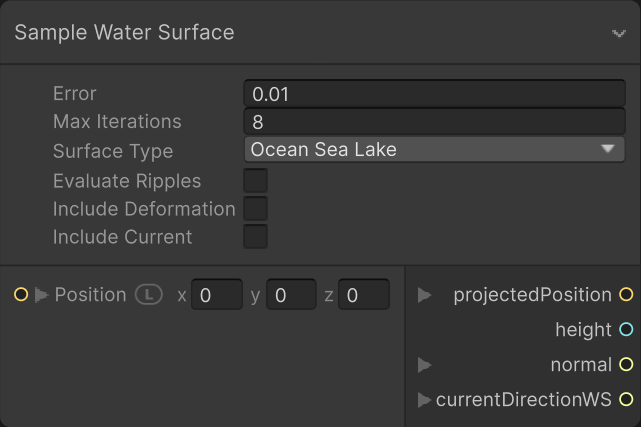 Sample Water Surface
Error 0.01
Max Iterations 8
Surface Type Ocean Sea Lake
Evaluate Ripples
Include Deformation
Include Current
Position L x 0 y 0 z 0
projectedPosition
height
normal
currentDirectionWS